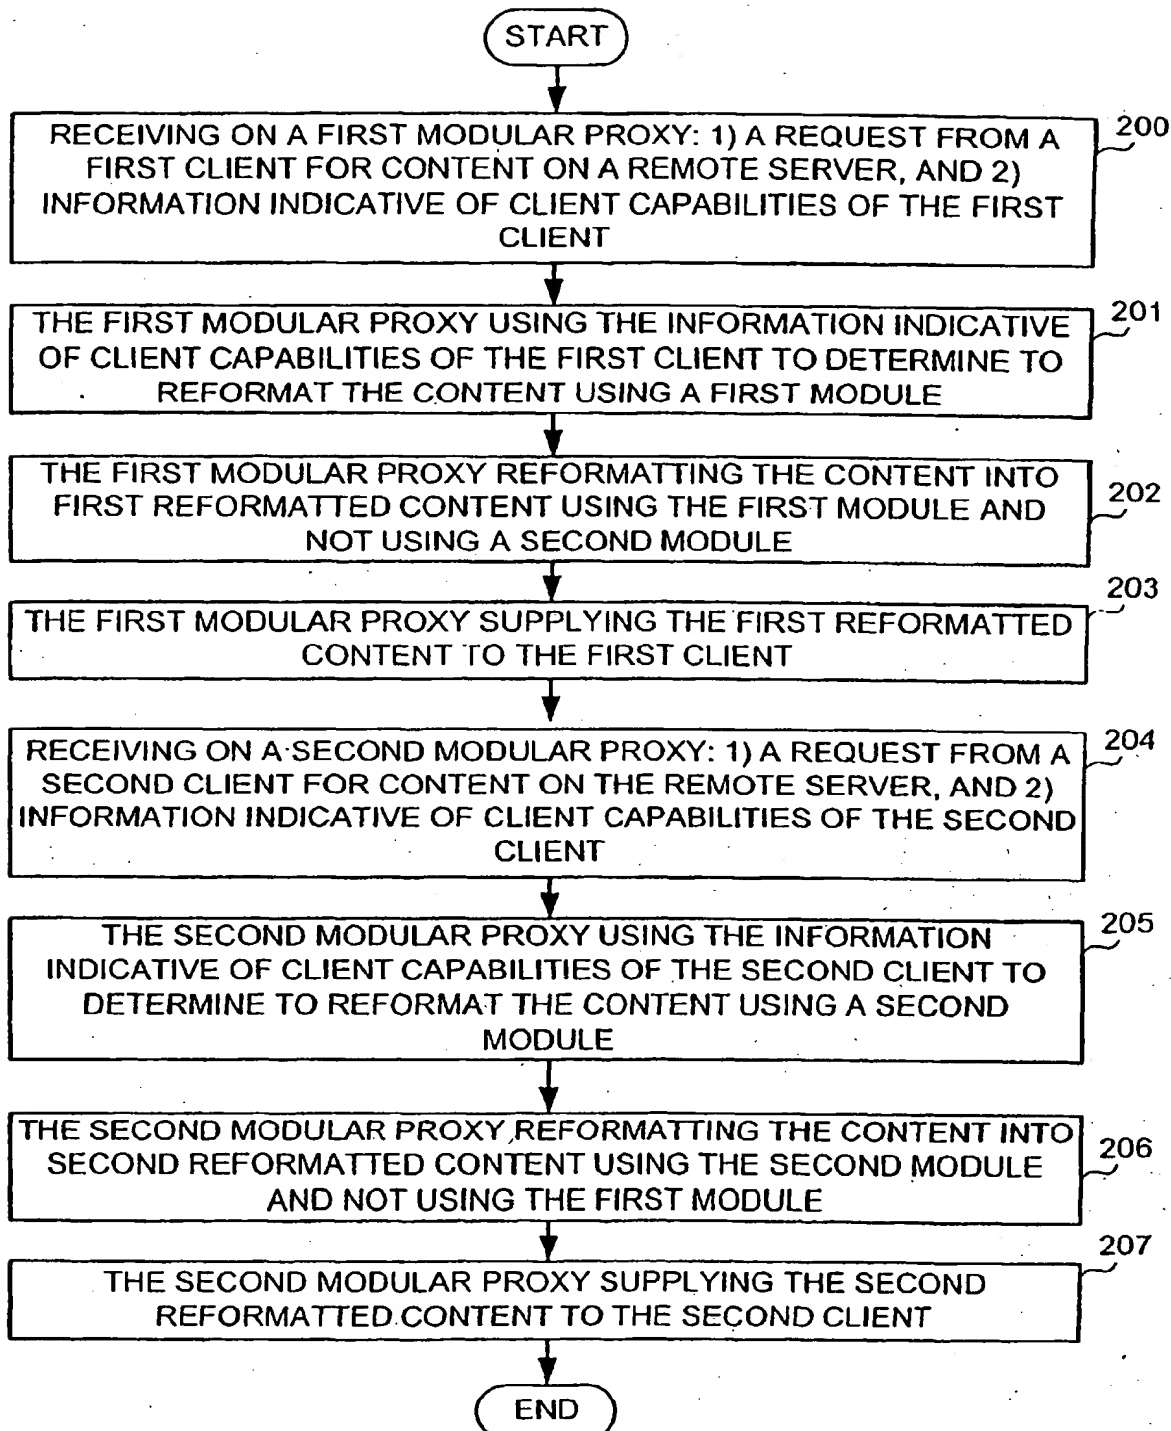 START
RECEIVING ON A FIRST MODULAR PROXY: 1) A REQUEST FROM A
FIRST CLIENT FOR CONTENT ON A REMOTE SERVER, AND 2)
INFORMATION INDICATIVE OF CLIENT CAPABILITIES OF THE FIRST
CLIENT
200
THE FIRST MODULAR PROXY USING THE INFORMATION INDICATIVE
OF CLIENT CAPABILITIES OF THE FIRST CLIENT TO DETERMINE TO
REFORMAT THE CONTENT USING A FIRST MODULE
201
THE FIRST MODULAR PROXY REFORMATTING THE CONTENT INTO
FIRST REFORMATTED CONTENT USING THE FIRST MODULE AND
NOT USING A SECOND MODULE
202
THE FIRST MODULAR PROXY SUPPLYING THE FIRST REFORMATTED
CONTENT TO THE FIRST CLIENT
203
RECEIVING ON A SECOND MODULAR PROXY: 1) A REQUEST FROM A
SECOND CLIENT FOR CONTENT ON THE REMOTE SERVER, AND 2)
INFORMATION INDICATIVE OF CLIENT CAPABILITIES OF THE SECOND
CLIENT
204
THE SECOND MODULAR PROXY USING THE INFORMATION
INDICATIVE OF CLIENT CAPABILITIES OF THE SECOND CLIENT TO
DETERMINE TO REFORMAT THE CONTENT USING A SECOND
MODULE
205
THE SECOND MODULAR PROXY REFORMATTING THE CONTENT INTO
SECOND REFORMATTED CONTENT USING THE SECOND MODULE
AND NOT USING THE FIRST MODULE
206
THE SECOND MODULAR PROXY SUPPLYING THE SECOND
REFORMATTED CONTENT TO THE SECOND CLIENT
207
END